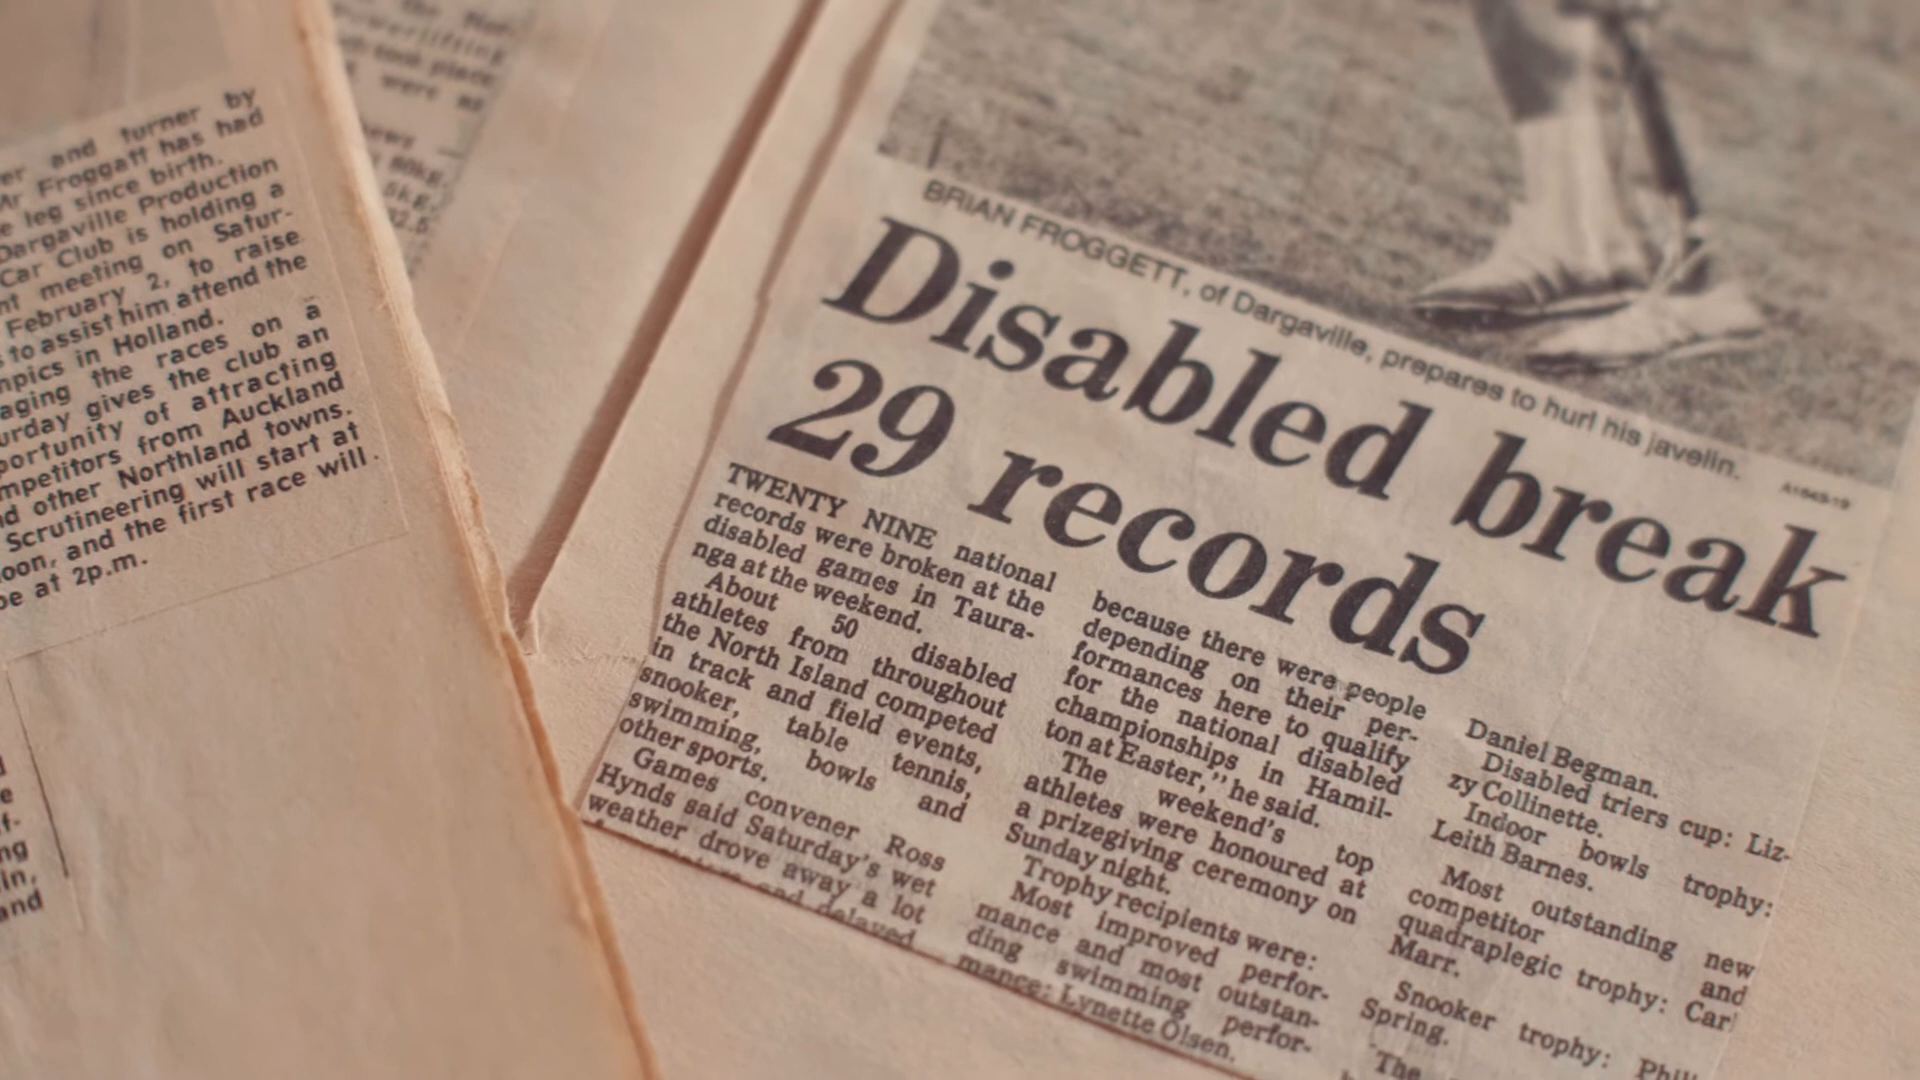 by
and turner
Mr Froggatt has had
leg since birth.
Dargaville Production
Car Club is holding a
meeting on Satur-
February 2, to raise
to assist him attend the
in Holland.
the races on a
gives the club an
of attracting
from Auckland
other Northland towns.
Scrutineering will start at
and the first race will
at 2p.m.
and
took place
were
BRIAN FROGGETT, of Dargaville, prepares to hurl his javelin.
Disabled break
29 records
TWENTY NINE national
records were broken at the
disabled games in Taura-
nga at the weekend.
About 50 disabled
athletes from throughout
the North Island competed
in track and field events,
snooker, table tennis,
swimming, bowls and
other sports.
Games convener Ross
Hynds said Saturday's wet
weather drove away a lot
and delayed
because there were people
depending on their per-
formances here to qualify
for the national disabled
championships in Hamil-
ton at Easter," he said.
The weekend's top
athletes were honoured at
a prizegiving ceremony on
Sunday night.
Trophy recipients were:
Most improved perfor-
mance and most outstan-
ding swimming perfor-
mance: Lynette Olsen.
Daniel Begman.
Disabled triers cup: Liz-
zy Collinette.
Indoor bowls trophy:
Leith Barnes.
Most outstanding new
competitor and
quadraplegic trophy: Carl
Marr.
Snooker trophy:
Spring.
The